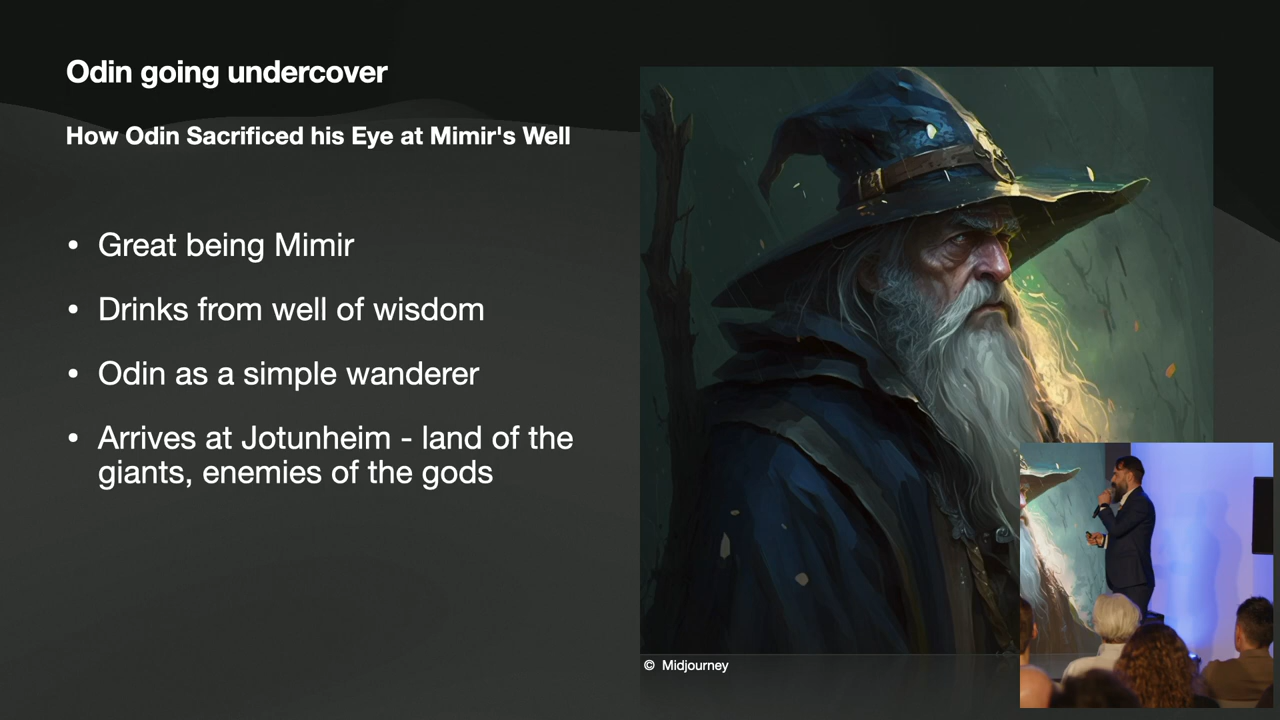 Odin going undercover
How Odin Sacrificed his Eye at Mimir's Well
• Great being Mimir
• Drinks from well of wisdom
• Odin as a simple wanderer
• Arrives at Jotunheim - land of the
giants, enemies of the gods
© Midjourney